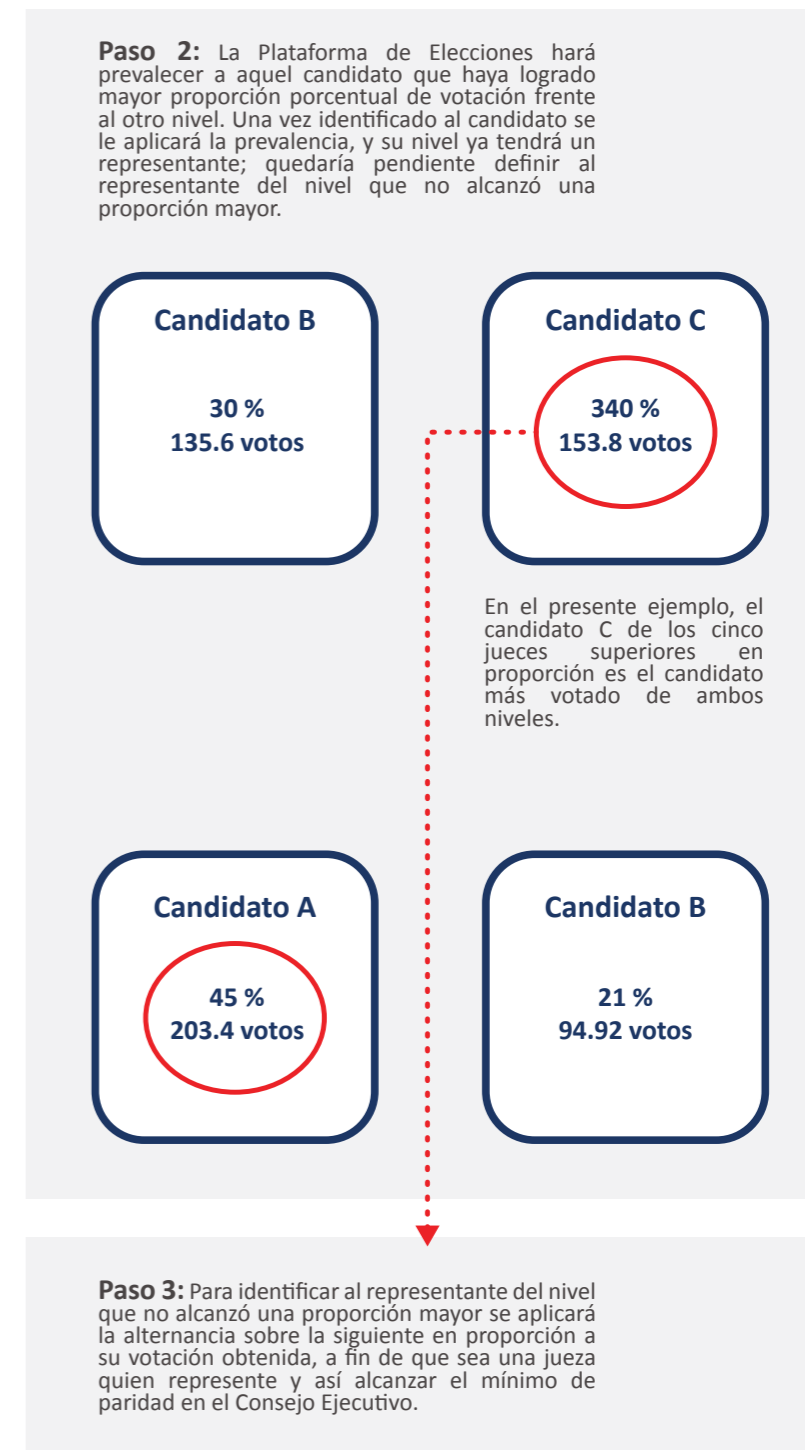 Paso 2: La Plataforma de Elecciones hará
prevalecer a aquel candidato que haya logrado
mayor proporción porcentual de votación frente
al otro nivel. Una vez identificado al candidato se
le aplicará la prevalencia, y su nivel ya tendrá un
representante; quedaría pendiente definir al
representante del nivel que no alcanzó una
proporción mayor.
Candidato B
30 %
135.6 votos
Candidato C
340 %
153.8 votos
En el presente ejemplo, el
candidato C de los cinco
jueces superiores en
proporción es el candidato
más votado de ambos
niveles.
Candidato A
45 %
203.4 votos
Candidato B
21 %
94.92 votos
Paso 3: Para identificar al representante del nivel
que no alcanzó una proporción mayor se aplicará
la alternancia sobre la siguiente en proporción a
su votación obtenida, a fin de que sea una jueza
quien represente y así alcanzar el mínimo de
paridad en el Consejo Ejecutivo.